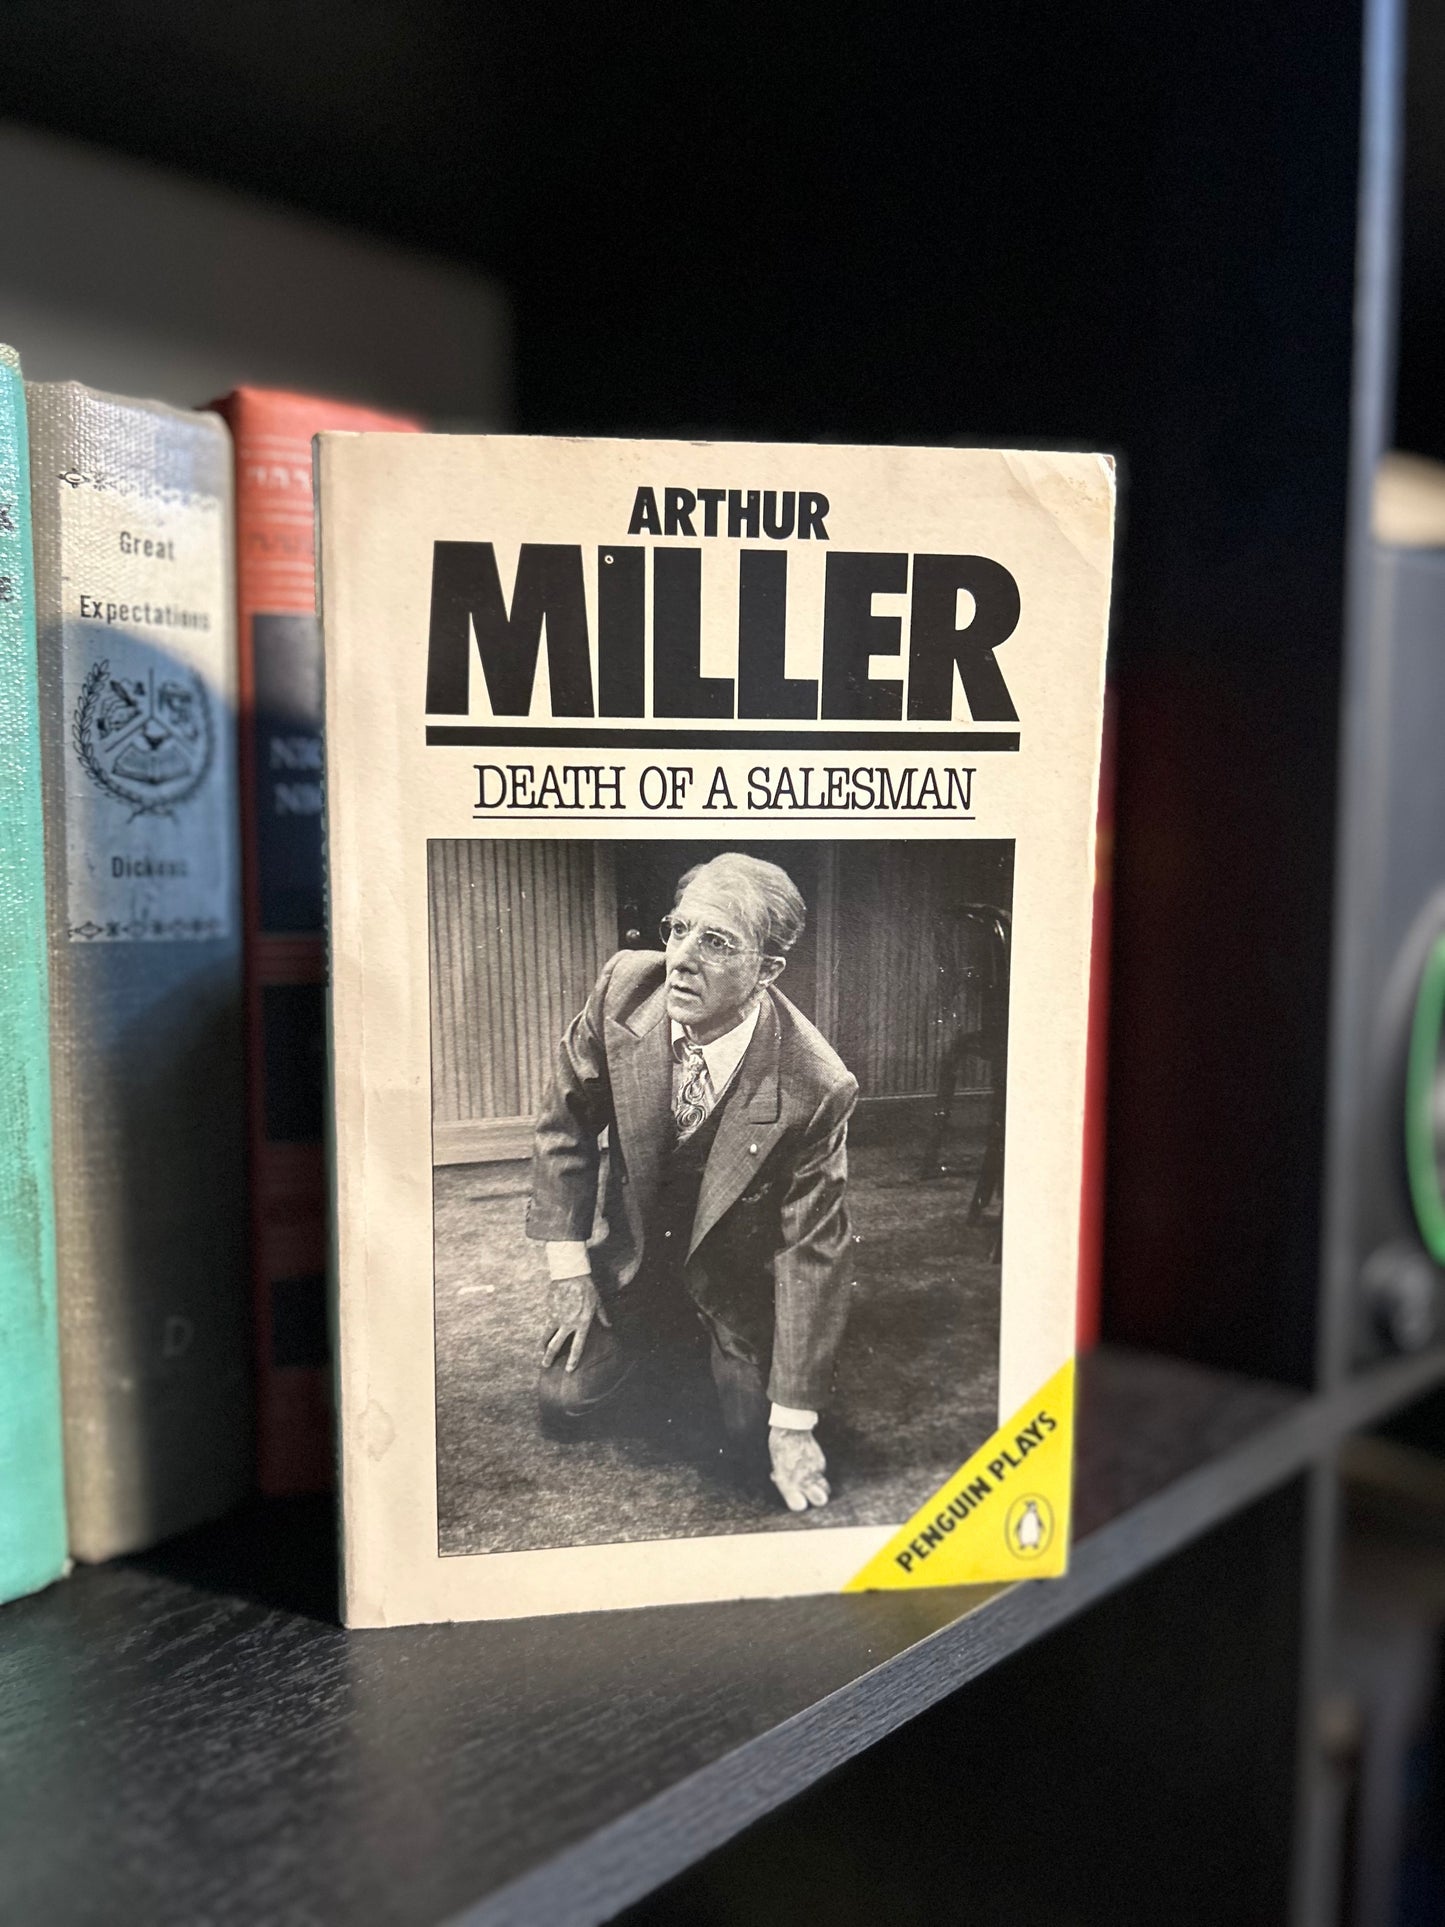 ARTHUR
MILLER
DEATH OF A SALESMAN
PENGUIN PLAYS
Great
Expectations
Dickens
D